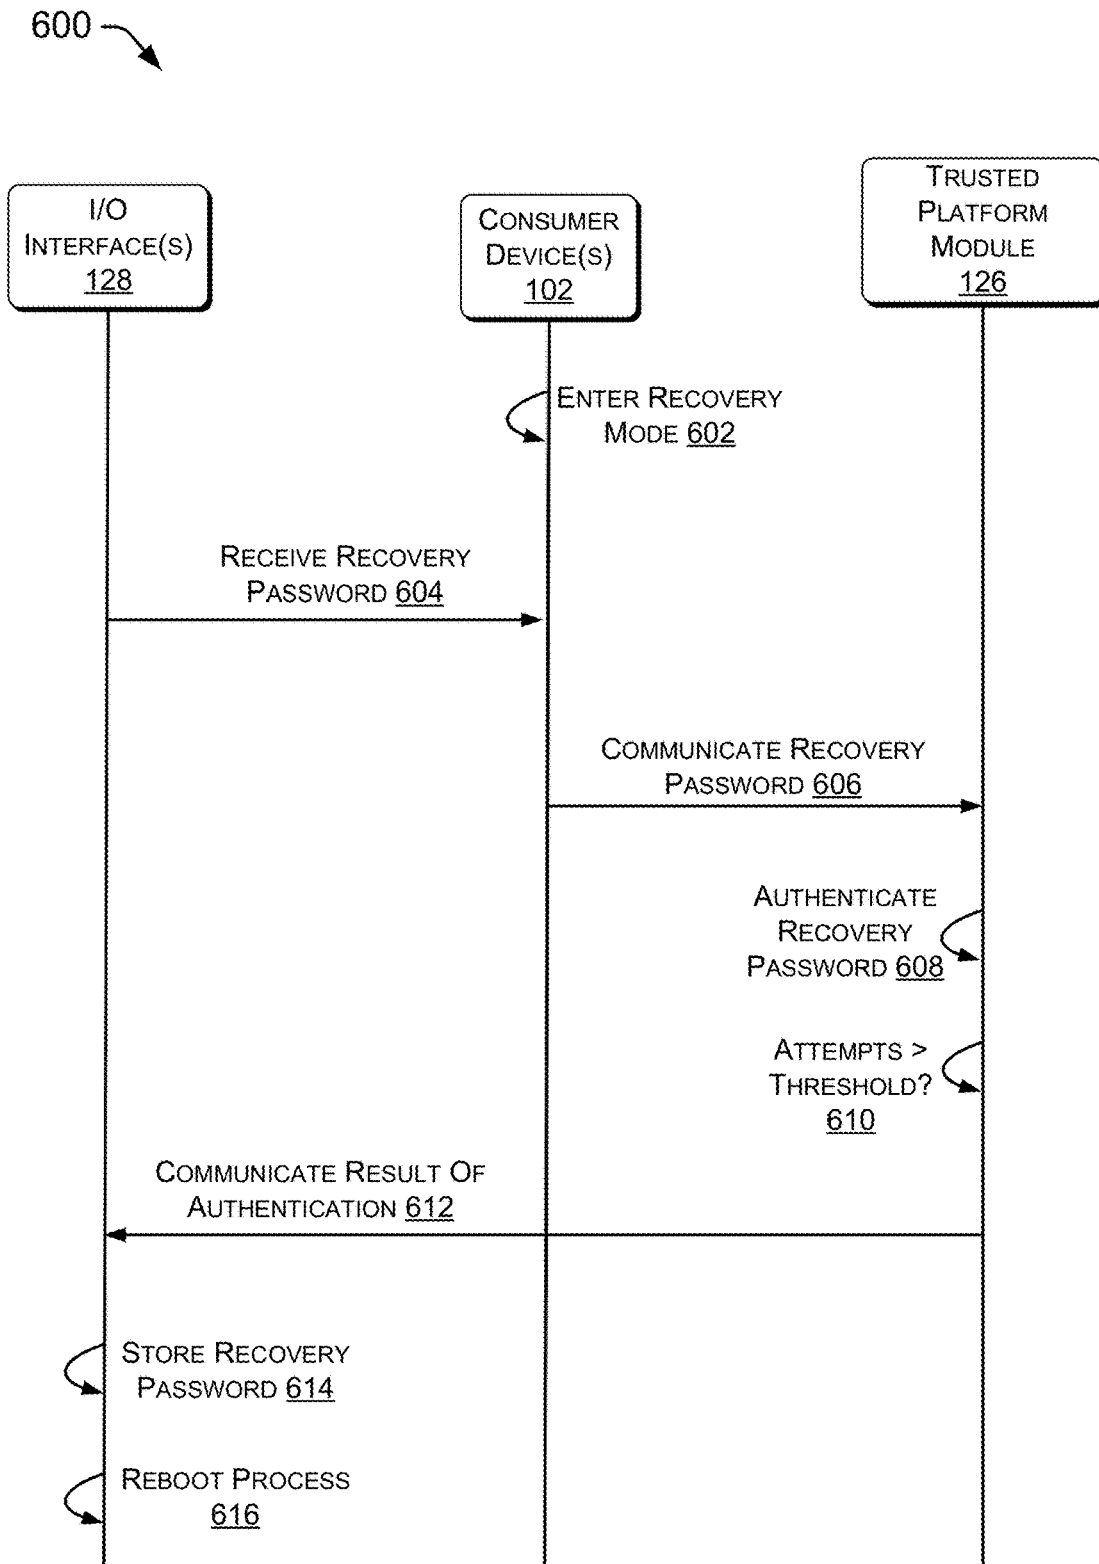 600
I/O
INTERFACE(S)
128
CONSUMER
DEVICE(S)
102
TRUSTED
PLATFORM
MODULE
126
ENTER RECOVERY
MODE 602
RECEIVE RECOVERY
PASSWORD 604
COMMUNICATE RECOVERY
PASSWORD 606
AUTHENTICATE
RECOVERY
PASSWORD 608
ATTEMPTS >
THRESHOLD?
610
COMMUNICATE RESULT OF
AUTHENTICATION 612
STORE RECOVERY
PASSWORD 614
REBOOT PROCESS
616